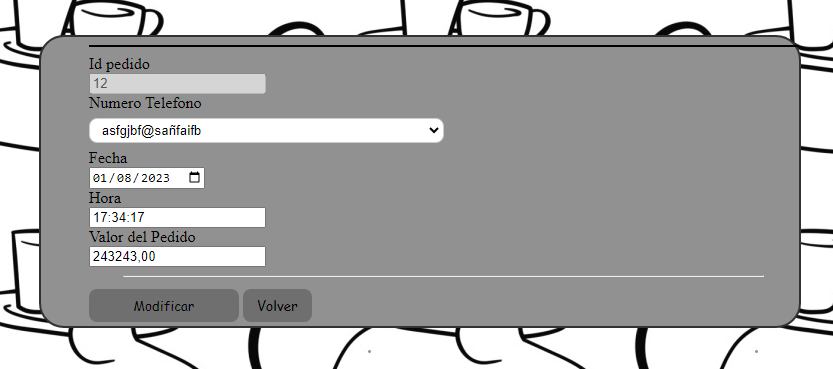 Id pedido
12
Numero Telefono
asfgjbf@sañfaifb
Fecha
01/08/2023
Hora
17:34:17
Valor del Pedido
243243,00
Modificar Volver